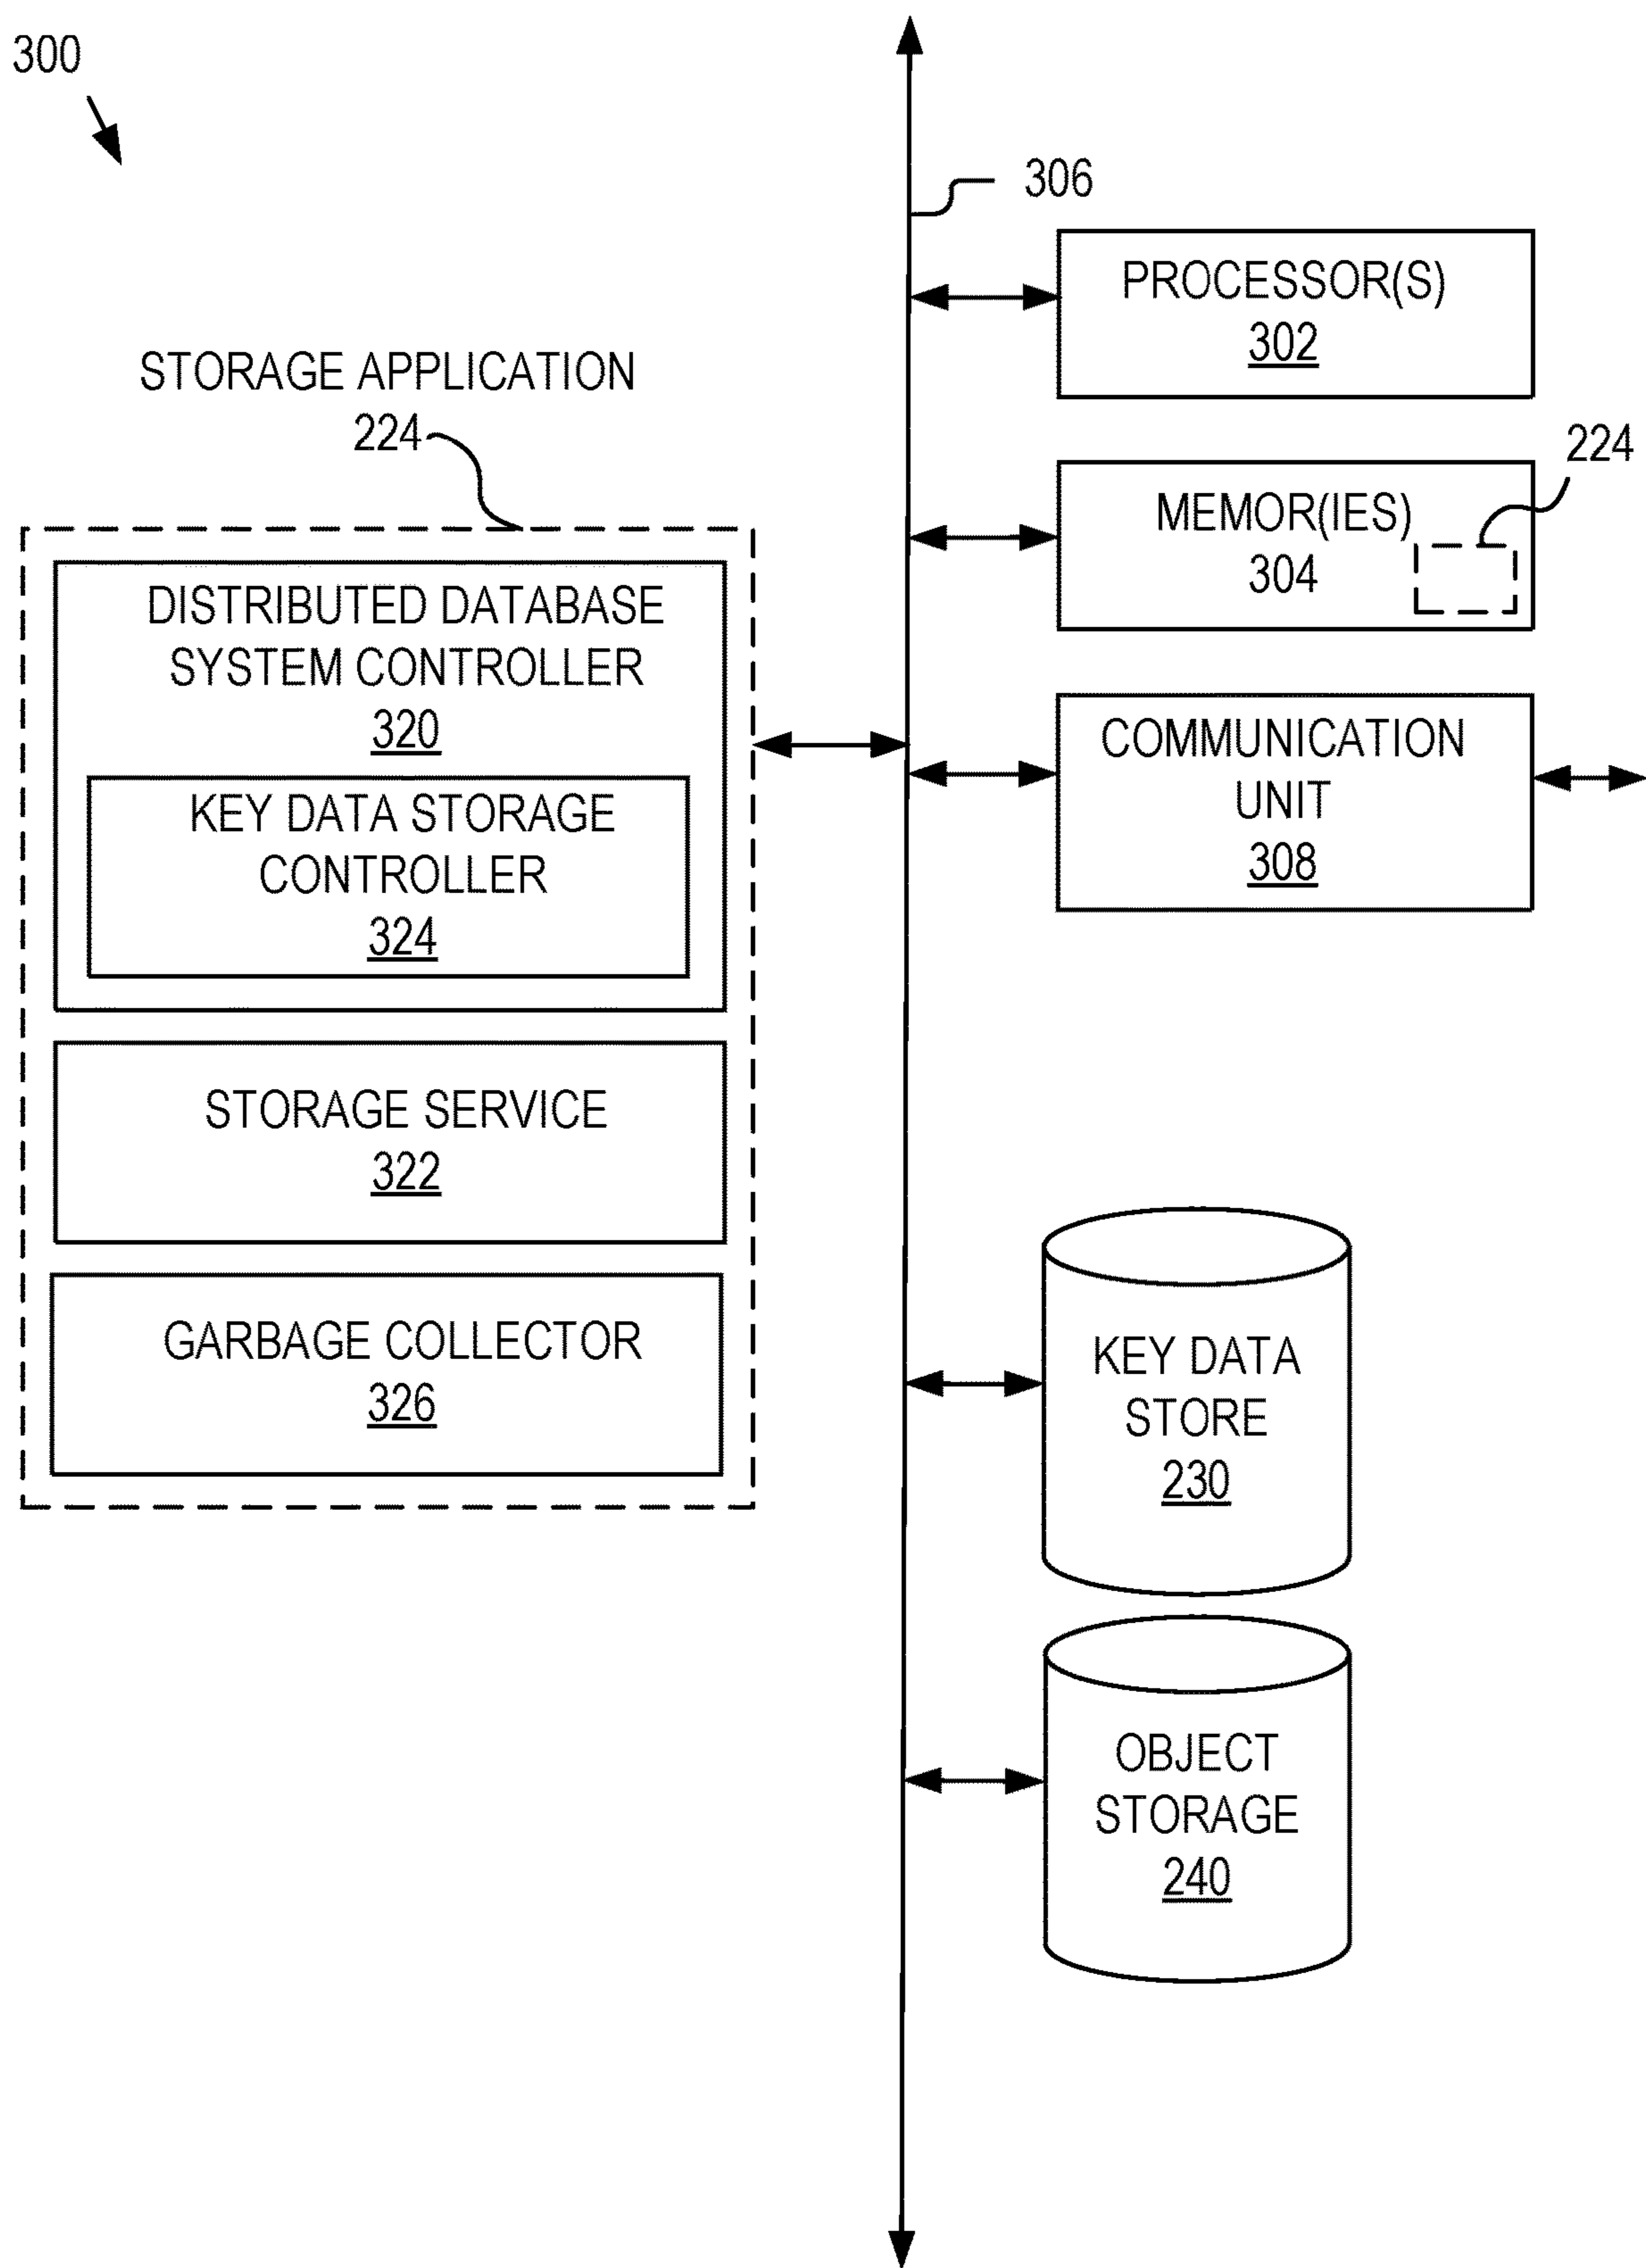 300
306
PROCESSOR(S)
302
STORAGE APPLICATION
224
224
MEMOR(IES)
304
DISTRIBUTED DATABASE
SYSTEM CONTROLLER
320
KEY DATA STORAGE
CONTROLLER
324
COMMUNICATION
UNIT
308
STORAGE SERVICE
322
GARBAGE COLLECTOR
326
KEY DATA
STORE
230
OBJECT
STORAGE
240